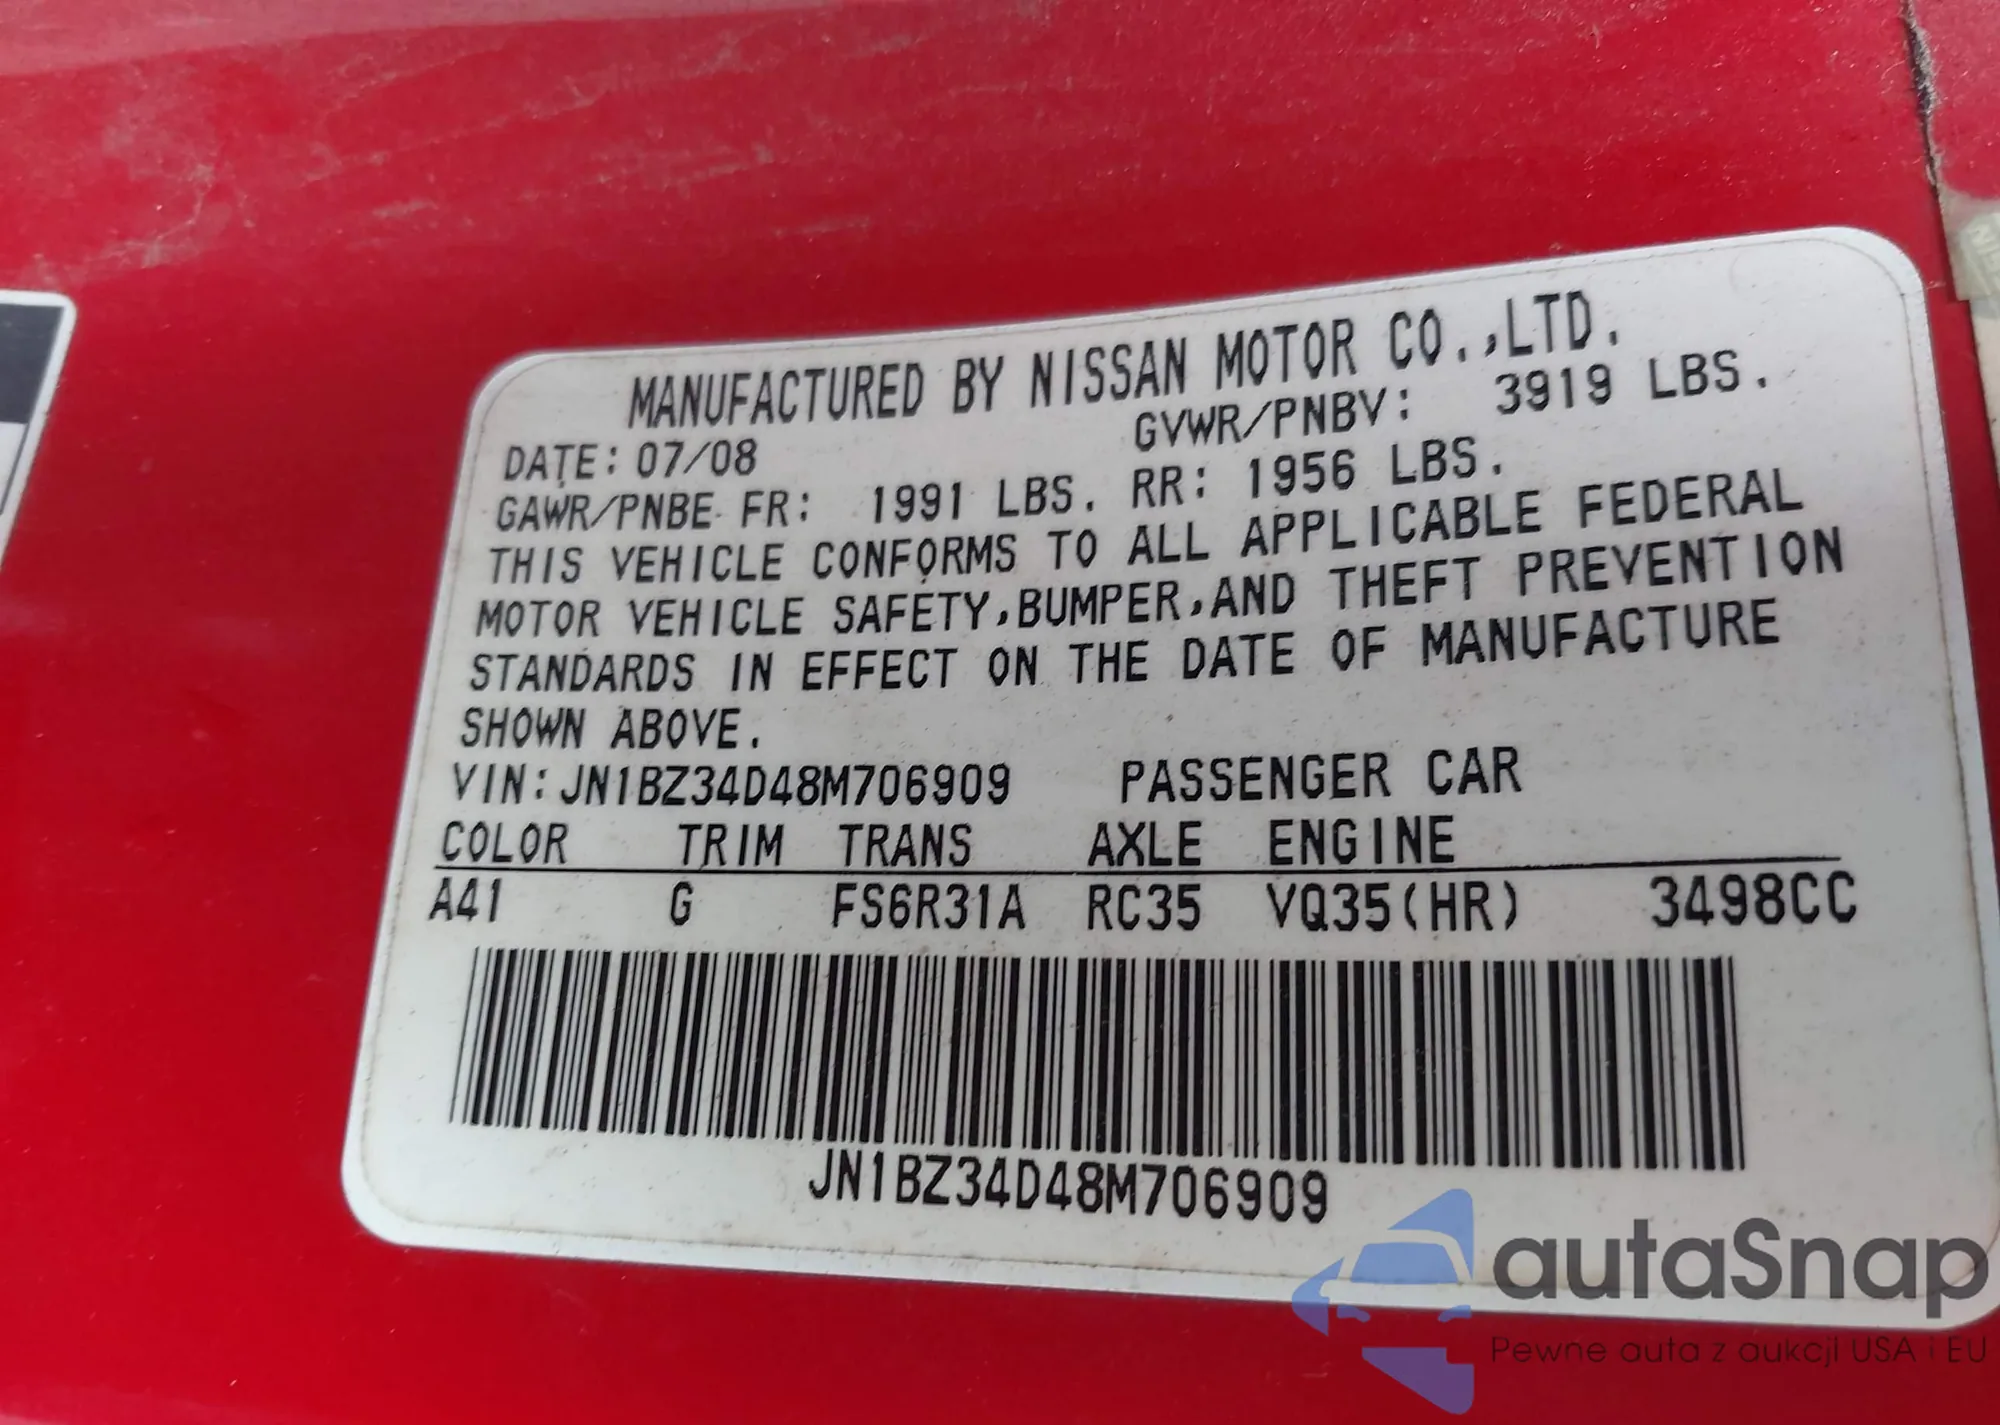 MANUFACTURED BY NISSAN MOTOR CO.,LTD.
DATE: 07/08 GVWR/PNBV: 3919 LBS.
GAWR/PNBE FR: 1991 LBS. RR: 1956 LBS.
THIS VEHICLE CONFORMS TO ALL APPLICABLE FEDERAL
MOTOR VEHICLE SAFETY,BUMPER,AND THEFT PREVENTION
STANDARDS IN EFFECT ON THE DATE OF MANUFACTURE
SHOWN ABOVE.
VIN:JN1BZ34D48M706909 PASSENGER CAR
COLOR TRIM TRANS AXLE ENGINE
A41 G FS6R31A RC35 VQ35(HR) 3498CC
JN1BZ34D48M706909
autaSnap
Pewne auta z aukcji USA i EU